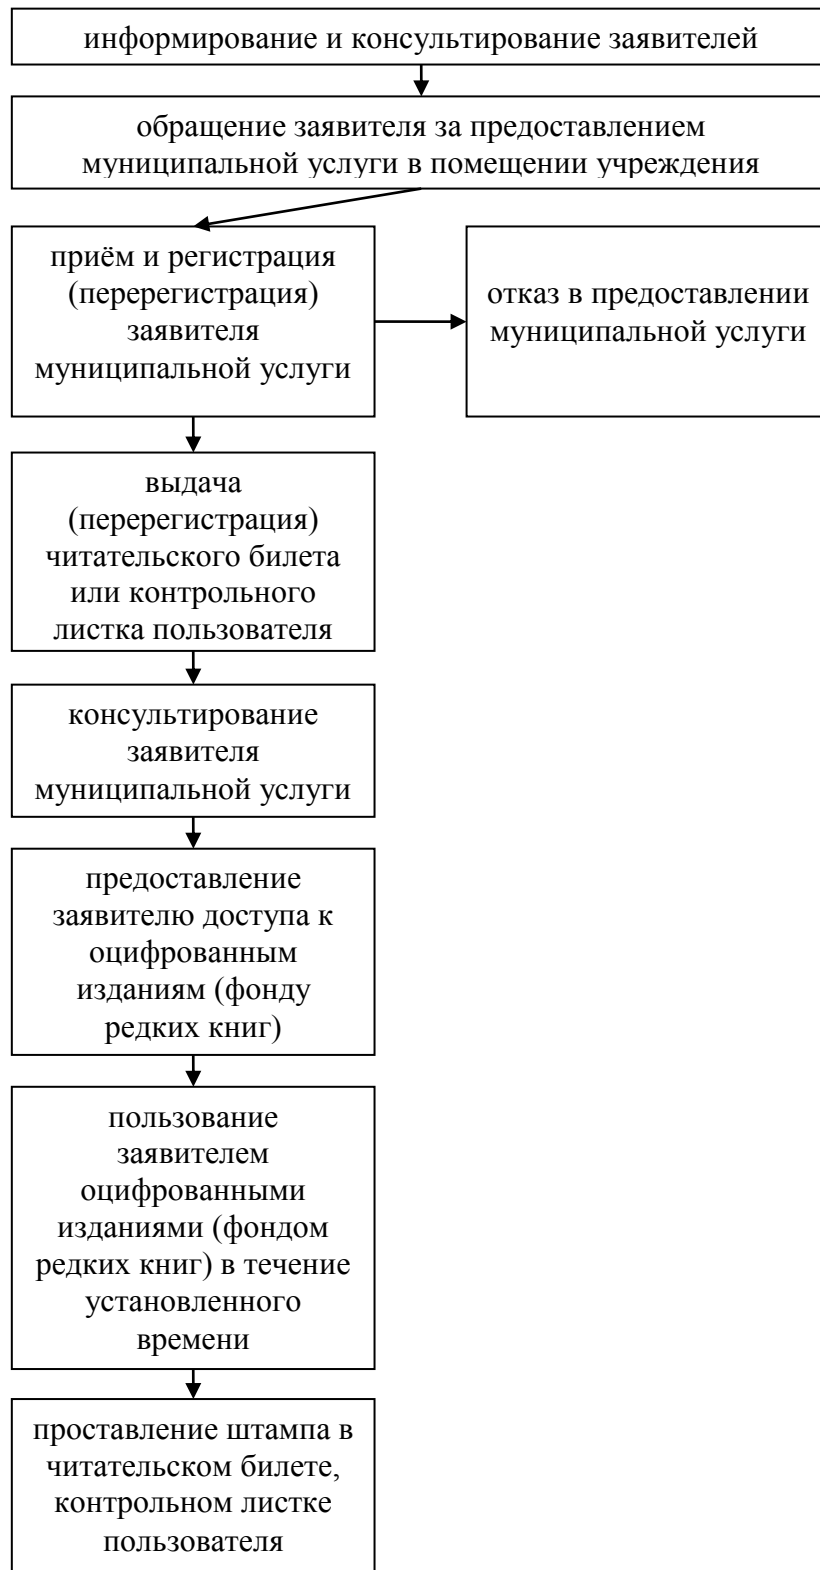 информирование и консультирование заявителей
обращение заявителя за предоставлением
муниципальной услуги в помещении учреждения
приём и регистрация
(перерегистрация)
заявителя
муниципальной услуги
отказ в предоставлении
муниципальной услуги
выдача
(перерегистрация)
читательского билета
или контрольного
листка пользователя
консультирование
заявителя
муниципальной услуги
предоставление
заявителю доступа к
оцифрованным
изданиям (фонду
редких книг)
пользование
заявителем
оцифрованными
изданиями (фондом
редких книг) в течение
установленного
времени
проставление штампа в
читательском билете,
контрольном листке
пользователя